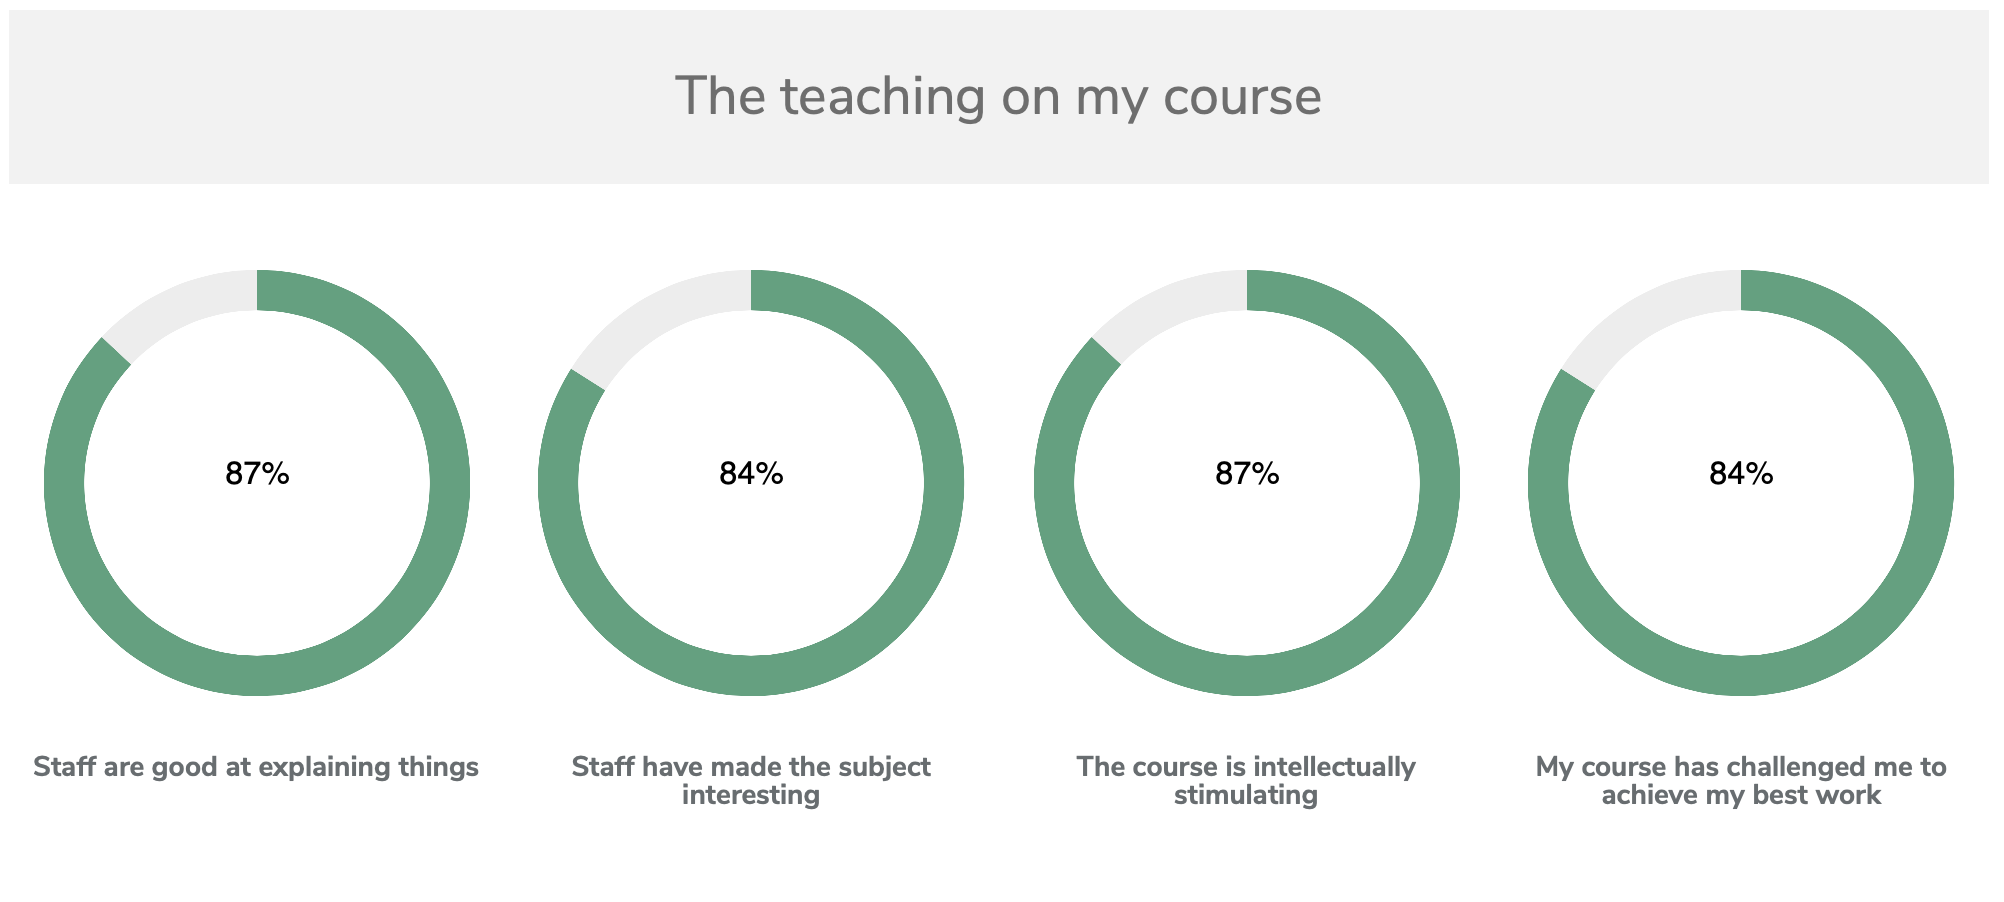 The teaching on my course
87%
84%
87%
84%
Staff are good at explaining things
Staff have made the subject
interesting
The course is intellectually
stimulating
My course has challenged me to
achieve my best work